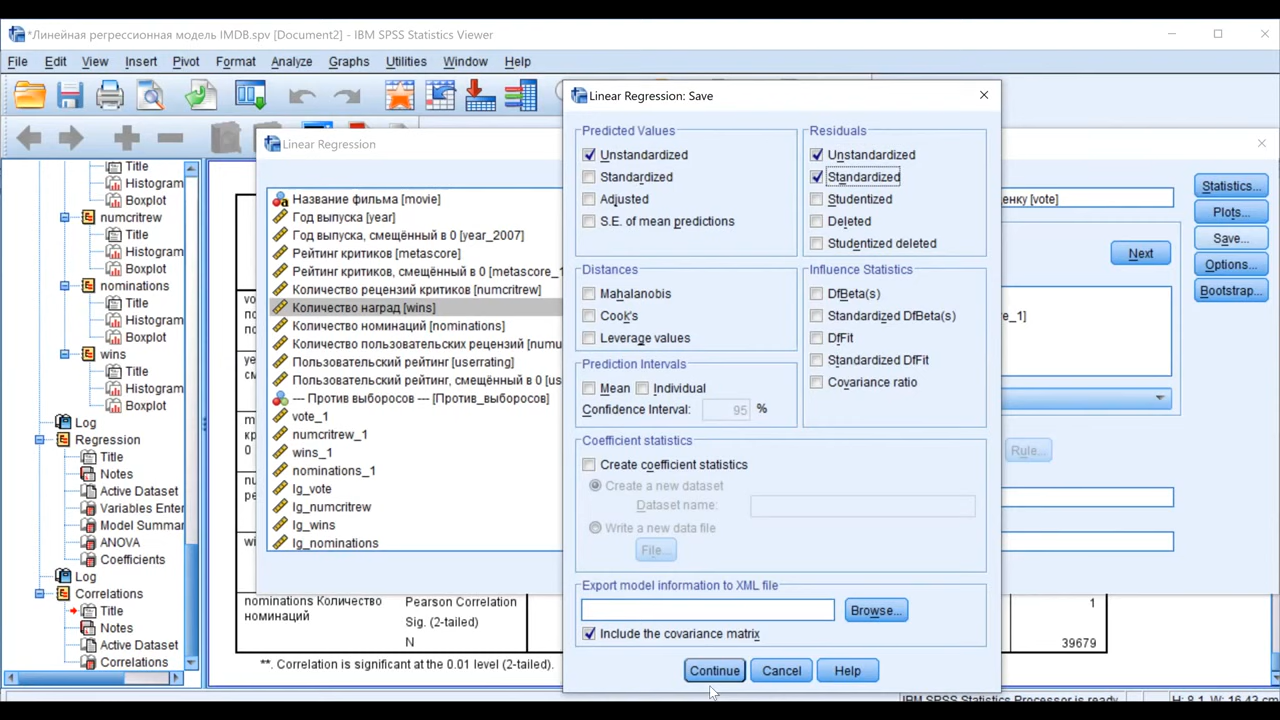 *Линейная регрессионная модель IMDB.spv [Document2] - IBM SPSS Statistics Viewer
File Edit View Insert Pivot Format Analyze Graphs Utilities Window Help
Title
Histogram
Boxplot
numcritrew
Title
Histogram
Boxplot
nominations
Title
Histogram
Boxplot
wins
Title
Histogram
Boxplot
Log
Regression
Title
Notes
Active Dataset
Variables Enter
Model Summar
ANOVA
Coefficients
Log
Correlations
Title
Notes
Active Dataset
Correlations
Linear Regression
Название фильма [movie]
Год выпуска [year]
Год выпуска, смещённый в 0 [year_2007]
Рейтинг критиков [metascore]
Рейтинг критиков, смещённый в 0 [metascore_1
Количество рецензий критиков [numcritrew]
Количество наград [wins]
Количество номинаций [nominations]
Количество пользовательских рецензий [numu
Пользовательский рейтинг [userrating]
Пользовательский рейтинг, смещённый в 0 [us
--- Против выборосов --- [Против_выборосов]
vote_1
numcritrew_1
wins_1
nominations_1
lg_vote
lg_numcritrew
lg_wins
lg_nominations
nominations Количество номинаций
Pearson Correlation
1
Sig. (2-tailed)
N
39679
**. Correlation is significant at the 0.01 level (2-tailed).
Linear Regression: Save
Predicted Values
Unstandardized
Standardized
Adjusted
S.E. of mean predictions
Residuals
Unstandardized
Standardized
Studentized
Deleted
Studentized deleted
Distances
Mahalanobis
Cook's
Leverage values
Influence Statistics
DfBeta(s)
Standardized DfBeta(s)
DfFit
Standardized DfFit
Covariance ratio
Prediction Intervals
Mean Individual
Confidence Interval: 95 %
Coefficient statistics
Create coefficient statistics
Create a new dataset
Dataset name:
Write a new data file
File...
Export model information to XML file
Browse...
Include the covariance matrix
Continue Cancel Help
енку [vote]
Next
e_1]
Rule...
Statistics...
Plots...
Save...
Options...
Bootstrap...
IBM SPSS Statistics Processor is ready
H: 8.1, W: 16.43 cm